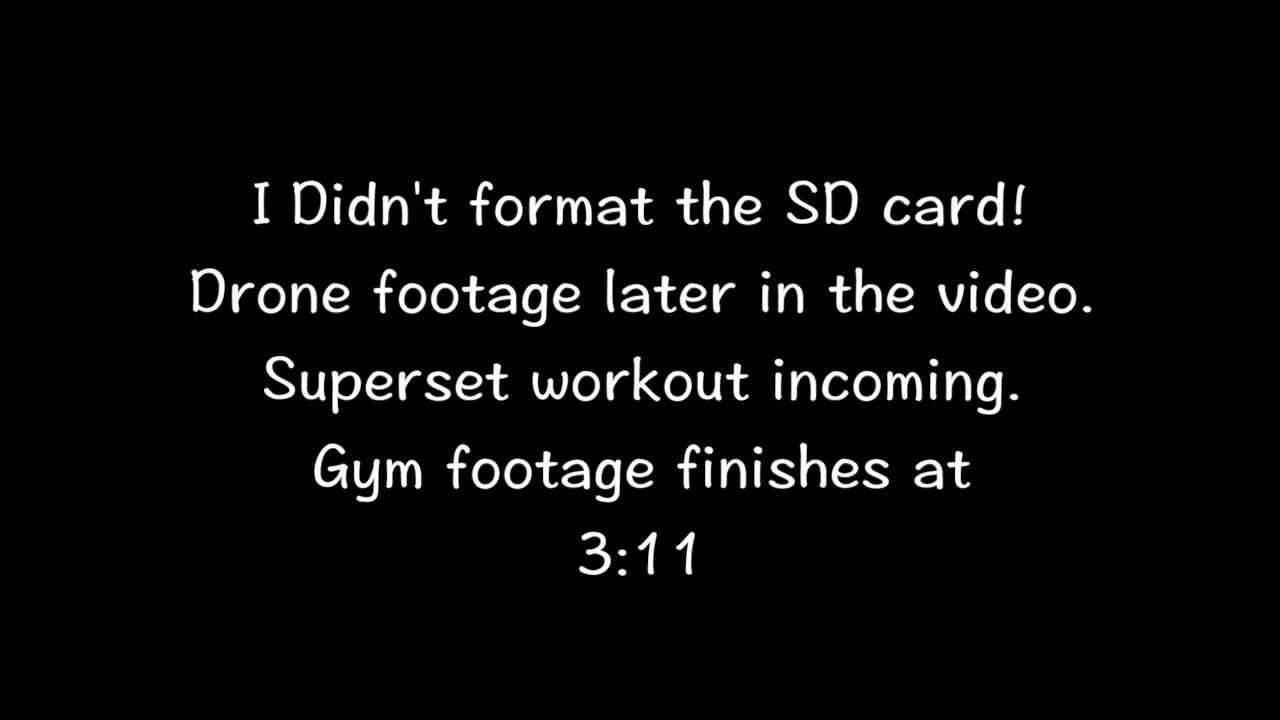 I Didn't format the SD card!
Drone footage later in the video.
Superset workout incoming.
Gym footage finishes at
3:11